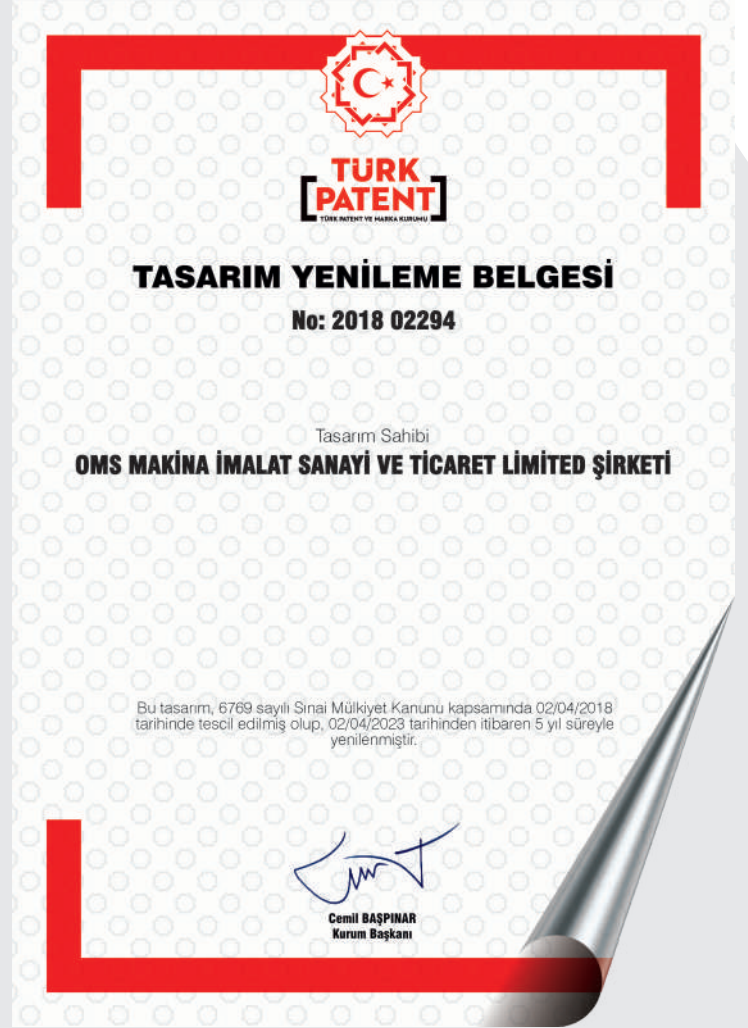 TÜRK
PATENT
TÜRK PATENT VE MARKA KURUMU
TASARIM YENİLEME BELGESİ
No: 2018 02294
Tasarım Sahibi
OMS MAKİNA İMALAT SANAYİ VE TİCARET LİMİTED ŞİRKETİ
Bu tasarım, 6769 sayılı Sınai Mülkiyet Kanunu kapsamında 02/04/2018
tarihinde tescil edilmiş olup, 02/04/2023 tarihinden itibaren 5 yıl süreyle
yenilenmiştir.
Cemil BAŞPINAR
Kurum Başkanı